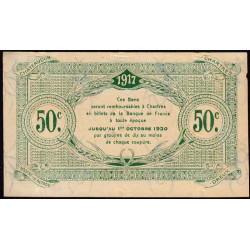 1917
Ces Bons
seront remboursables à Chartres
en billets de la Banque de France
à toute époque
JUSQU'AU 1er OCTOBRE 1920
par groupes de dix au moins
de chaque coupure.
50c.
50c.